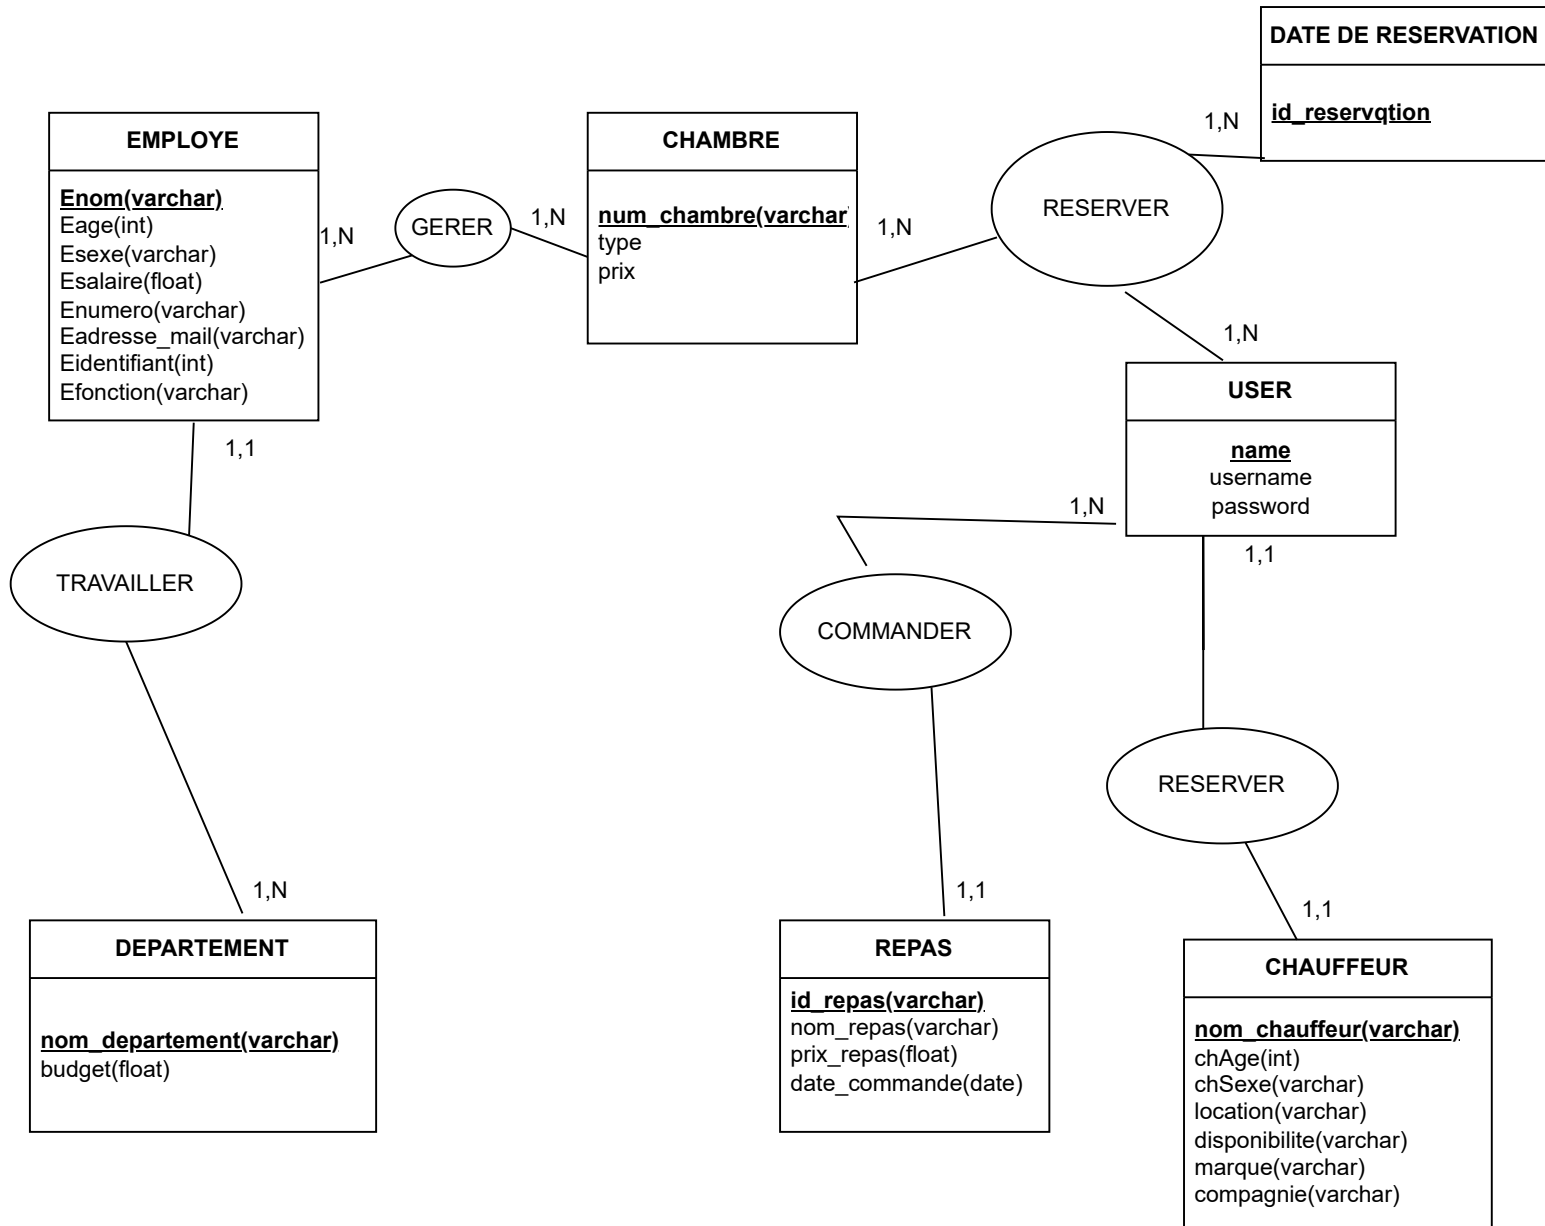 DATE DE RESERVATION
id_reservqtion
1,N
EMPLOYE
Enom(varchar)
Eage(int)
Esexe(varchar)
Esalaire(float)
Enumero(varchar)
Eadresse_mail(varchar)
Eidentifiant(int)
Efonction(varchar)
1,N
GERER
1,N
CHAMBRE
num_chambre(varchar)
type
prix
1,N
RESERVER
1,N
USER
name
username
password
1,1
1,N
1,1
TRAVAILLER
COMMANDER
RESERVER
1,N
1,1
1,1
DEPARTEMENT
nom_departement(varchar)
budget(float)
REPAS
id_repas(varchar)
nom_repas(varchar)
prix_repas(float)
date_commande(date)
CHAUFFEUR
nom_chauffeur(varchar)
chAge(int)
chSexe(varchar)
location(varchar)
disponibilite(varchar)
marque(varchar)
compagnie(varchar)